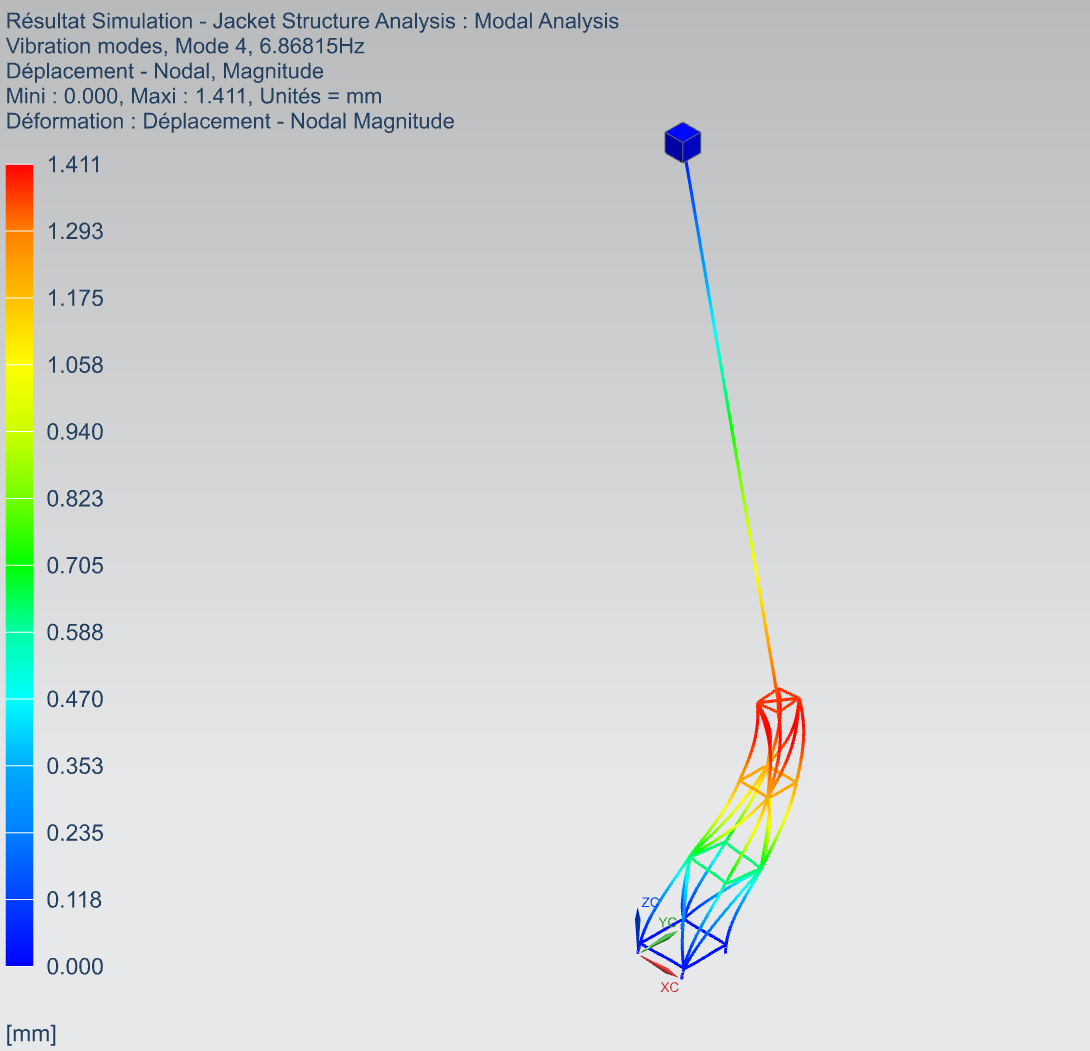 Résultat Simulation - Jacket Structure Analysis : Modal Analysis
Vibration modes, Mode 4, 6.86815Hz
Déplacement - Nodal, Magnitude
Mini : 0.000, Maxi : 1.411, Unités = mm
Déformation : Déplacement - Nodal Magnitude
1.411
1.293
1.175
1.058
0.940
0.823
0.705
0.588
0.470
0.353
0.235
0.118
0.000
[mm]
ZC
YC
XC